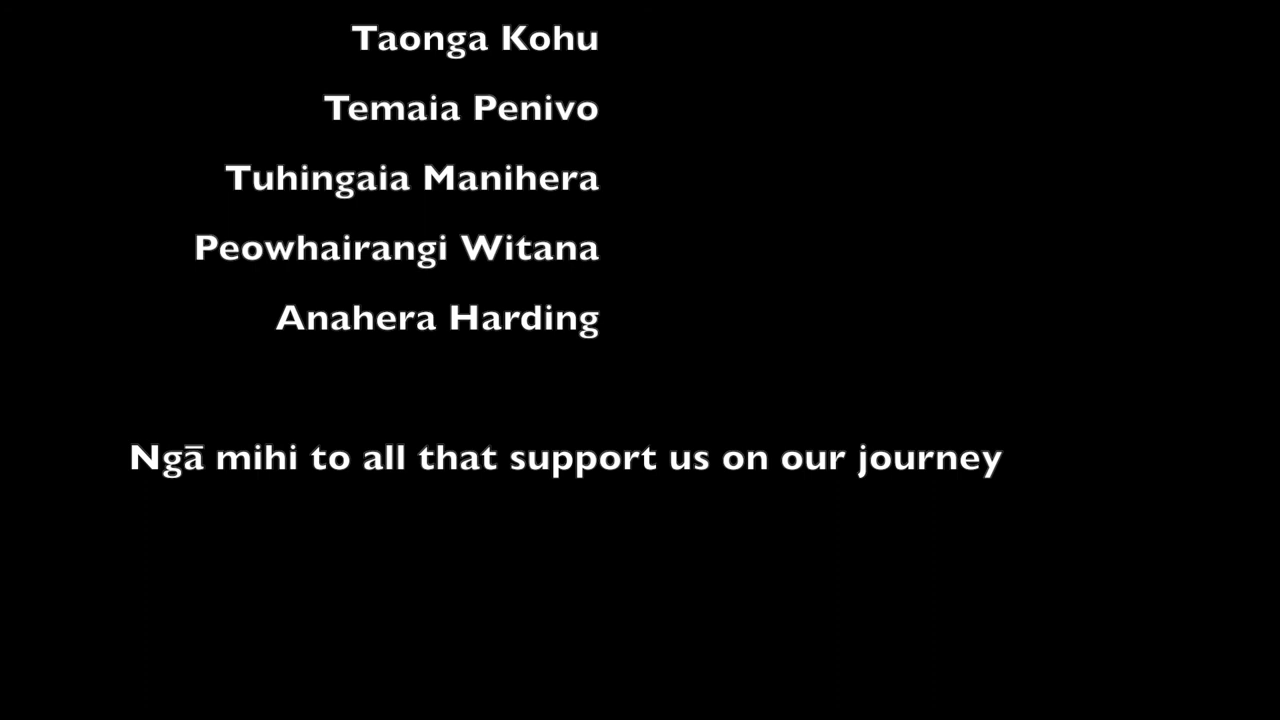 Taonga Kohu
Temaia Penivo
Tuhingaia Manihera
Peowhairangi Witana
Anahera Harding
Ngā mihi to all that support us on our journey